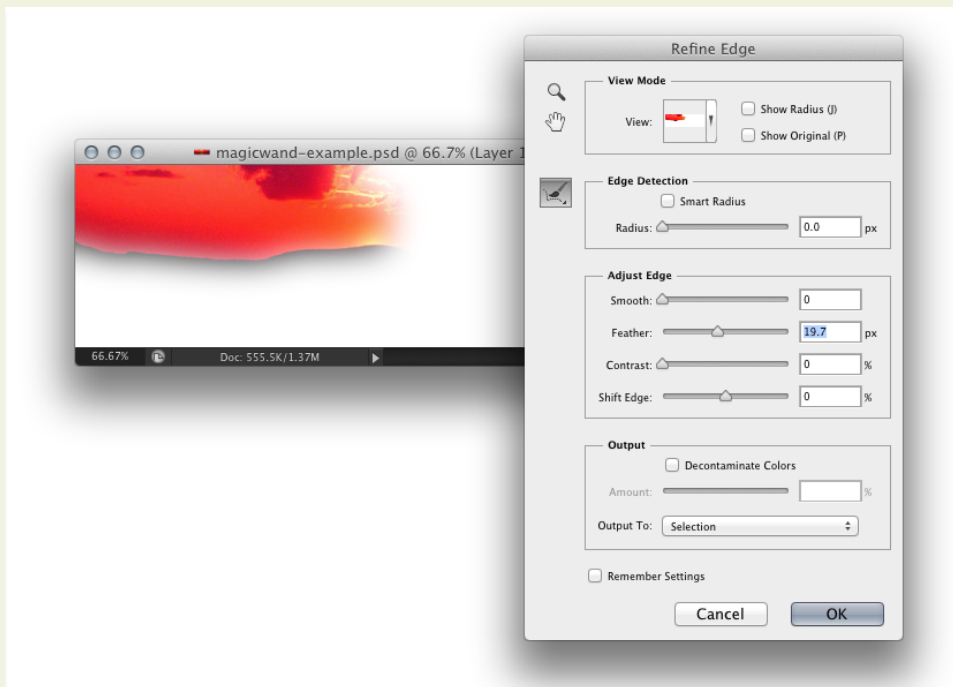 magicwand-example.psd @ 66.7% (Layer 1
66.67%
Doc: 555.5K/1.37M
Refine Edge
View Mode
View:
Show Radius (J)
Show Original (P)
Edge Detection
Smart Radius
Radius: 0.0 px
Adjust Edge
Smooth: 0
Feather: 19.7 px
Contrast: 0 %
Shift Edge: 0 %
Output
Decontaminate Colors
Amount: %
Output To: Selection
Remember Settings
Cancel OK